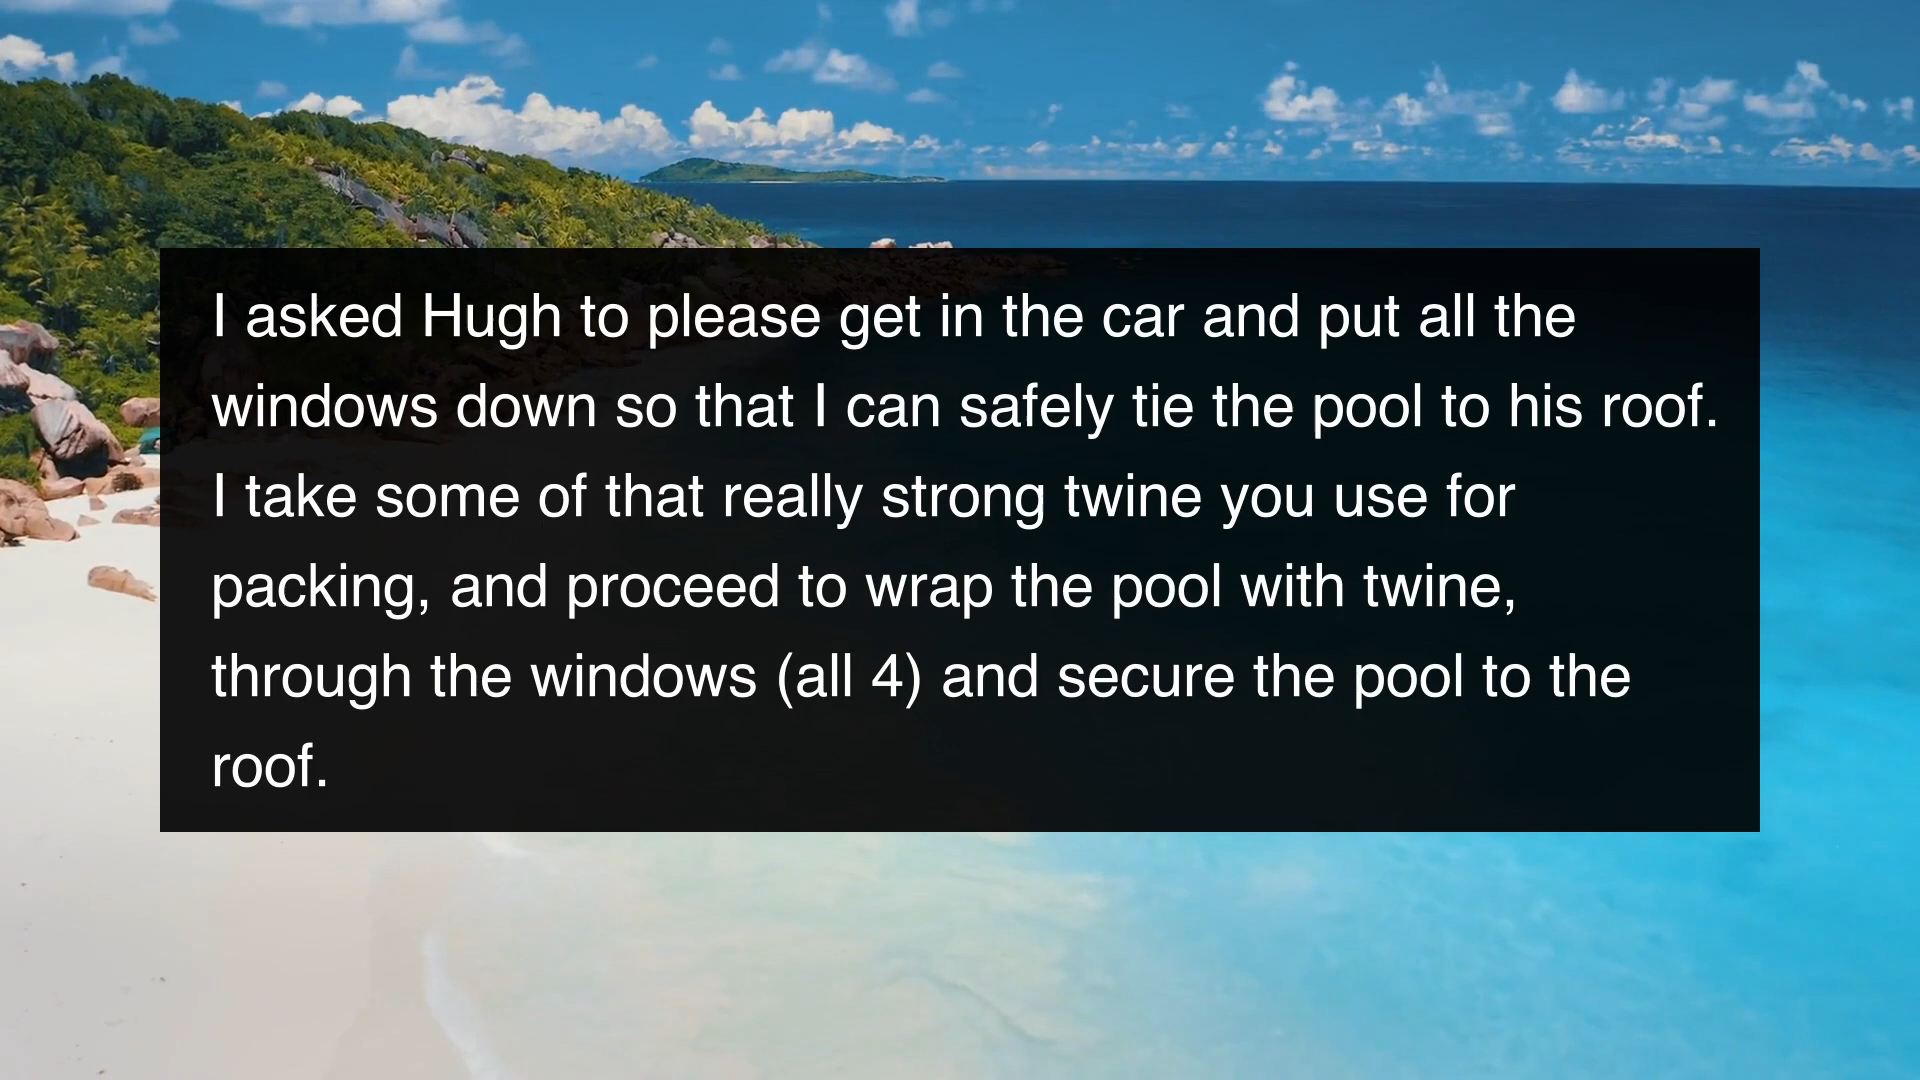 I asked Hugh to please get in the car and put all the
windows down so that I can safely tie the pool to his roof.
I take some of that really strong twine you use for
packing, and proceed to wrap the pool with twine,
through the windows (all 4) and secure the pool to the
roof.